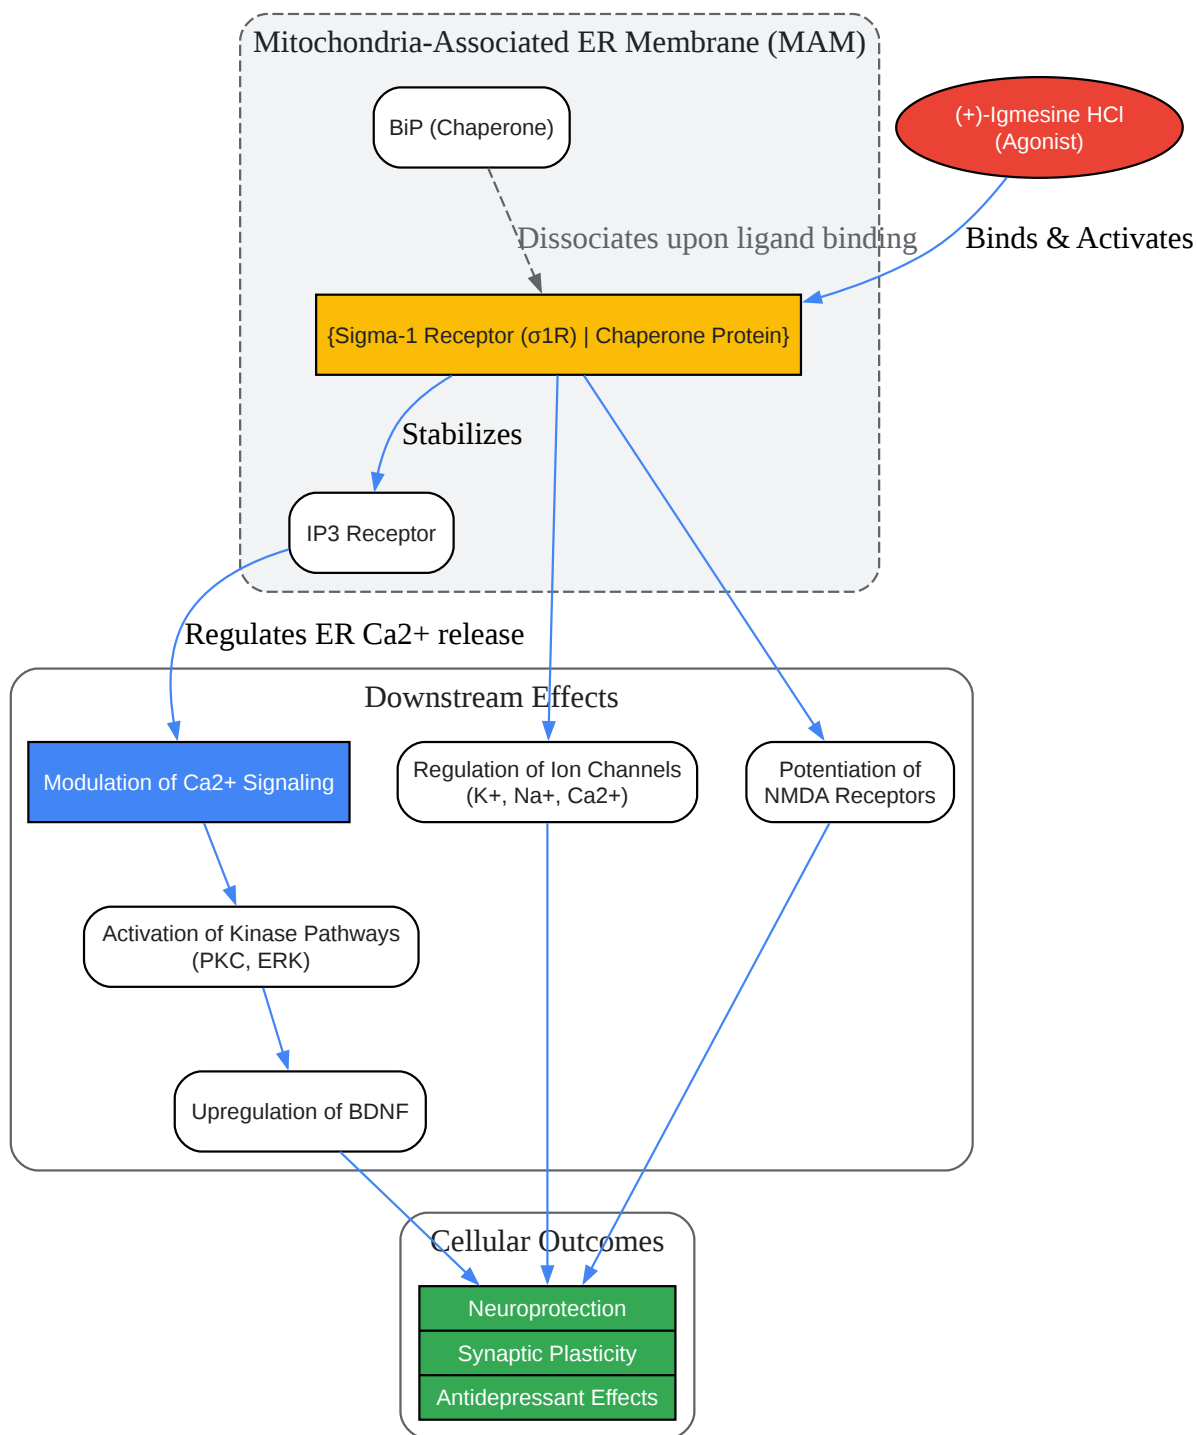 Mitochondria-Associated ER Membrane (MAM)
BiP (Chaperone)
(+)-Igmesine HCl
(Agonist)
Dissociates upon ligand binding
Binds & Activates
{Sigma-1 Receptor (σ1R) | Chaperone Protein}
Stabilizes
IP3 Receptor
Regulates ER Ca2+ release
Downstream Effects
Modulation of Ca2+ Signaling
Regulation of Ion Channels
(K+, Na+, Ca2+)
Potentiation of
NMDA Receptors
Activation of Kinase Pathways
(PKC, ERK)
Upregulation of BDNF
Cellular Outcomes
Neuroprotection
Synaptic Plasticity
Antidepressant Effects